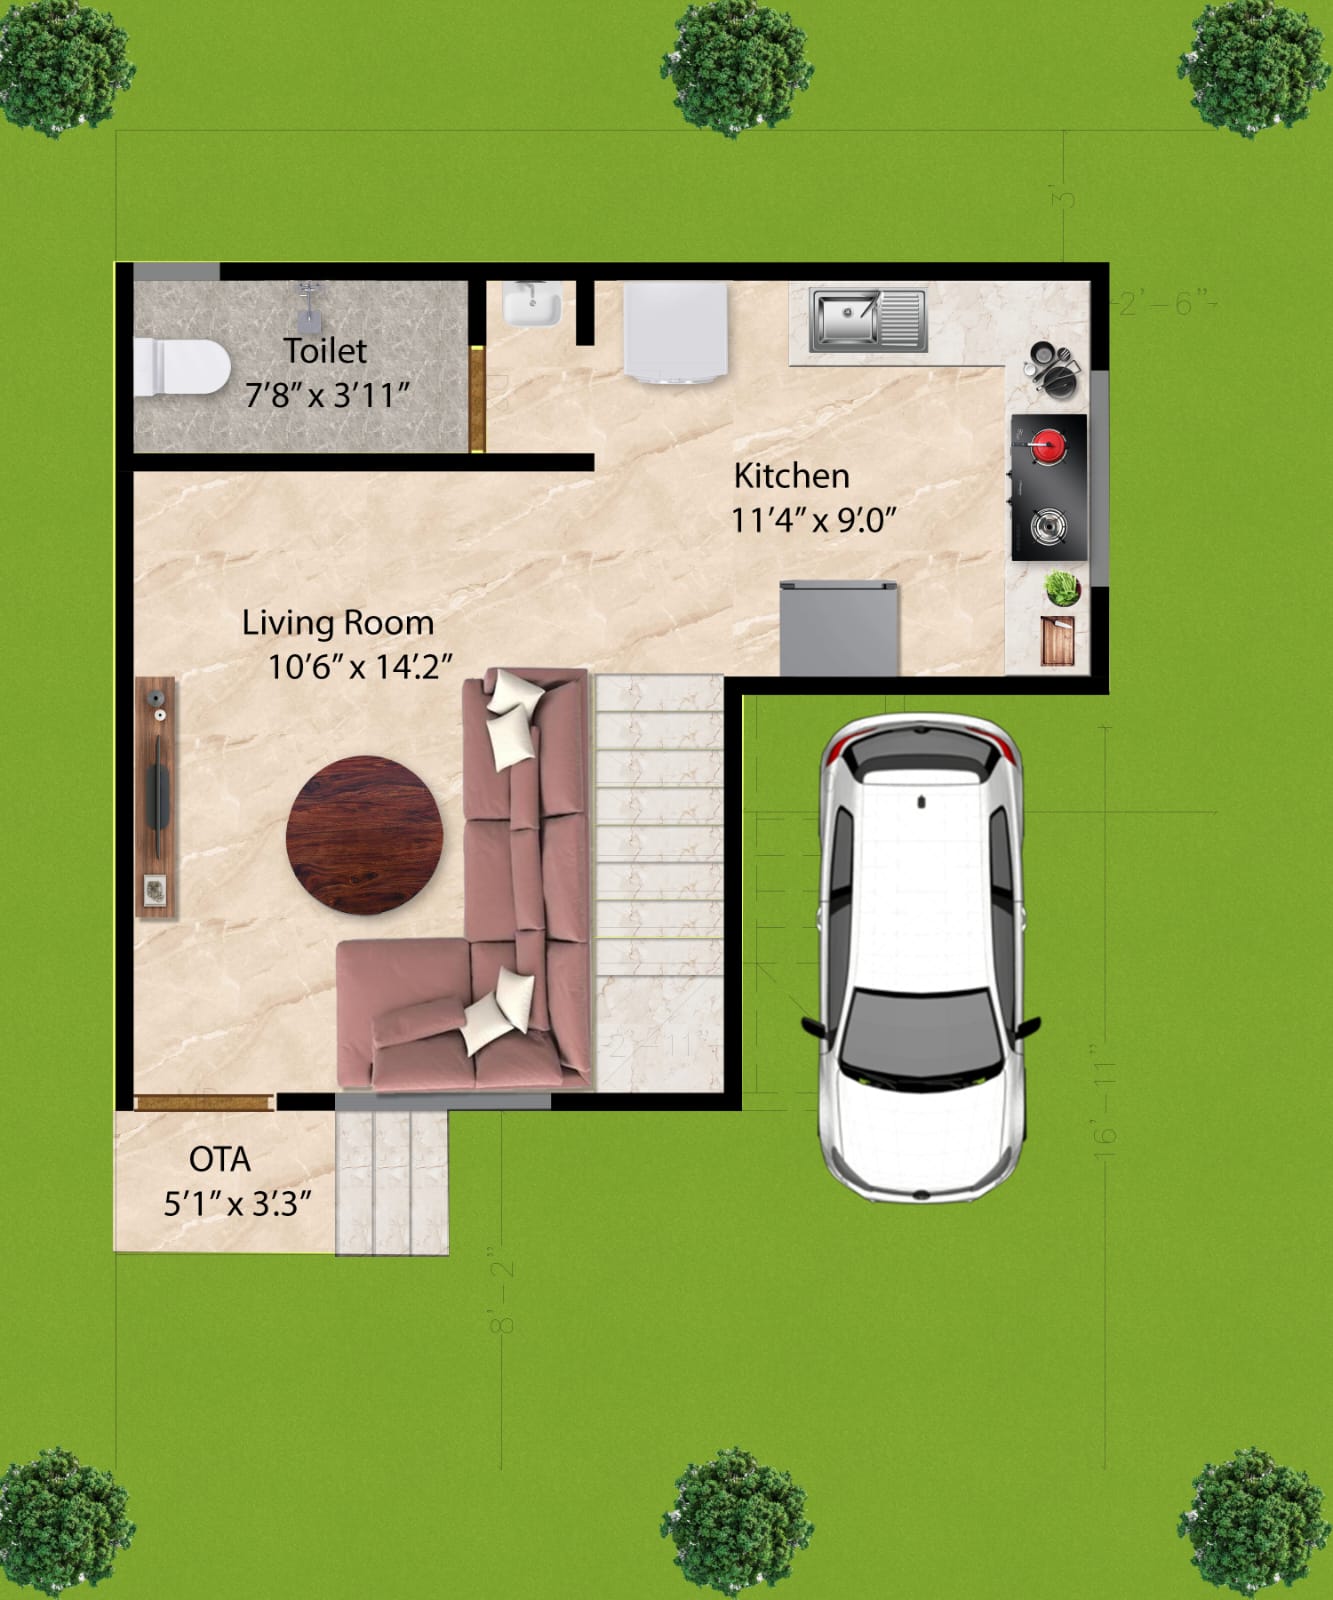 3'
2'-6"
Toilet
7'8” x 3'11”
Kitchen
11'4” x 9'.0”
Living Room
10'6” x 14'.2”
2'-11"
16'-11"
OTA
5'1” x 3'.3”
8'-2"